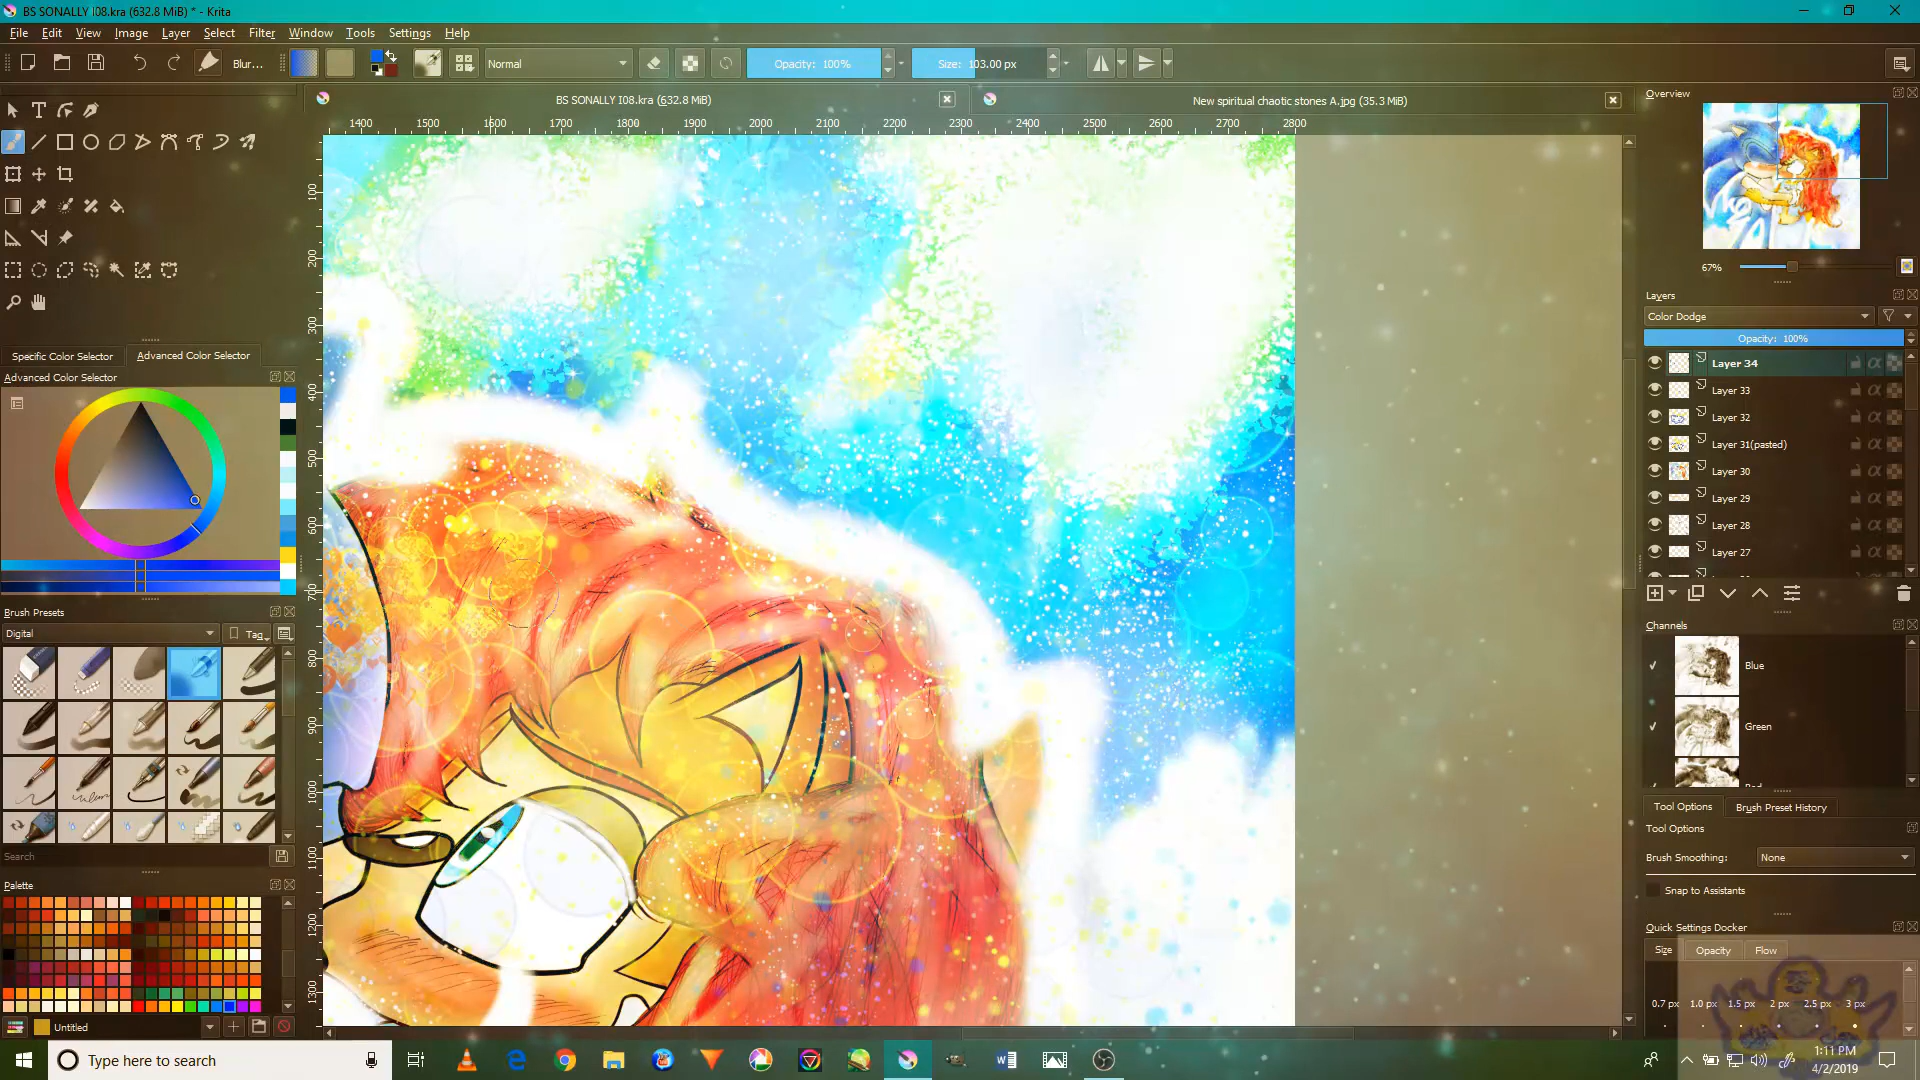 BS SONALLY I08.kra (632.8 MiB) * - Krita
File Edit View Image Layer Select Filter Tools Settings Window Help
Blur... Normal Opacity: 100% Size: 103.00 px
BS SONALLY I08.kra (632.8 MiB) New spiritual chaotic stones A.jpg (35.3 MiB)
1400 1500 1600 1700 1800 1900 2000 2100 2200 2300 2400 2500 2600 2700 2800
100
200
300
400
500
600
700
800
900
1000
1100
1200
1300
Specific Color Selector Advanced Color Selector
Advanced Color Selector
Brush Presets
Digital Tag
Search
Palette
Untitled
Overview
67%
Layers
Color Dodge
Opacity: 100%
Layer 34
Layer 33
Layer 32
Layer 31(pasted)
Layer 30
Layer 29
Layer 28
Layer 27
Channels
Blue
Green
Tool Options Brush Preset History
Tool Options
Brush Smoothing: None
Snap to Assistants
Quick Settings Docker
Size Opacity Flow
0.7 px 1.0 px 1.5 px 2 px 2.5 px 3 px
Type here to search
1:11 PM
4/2/2019